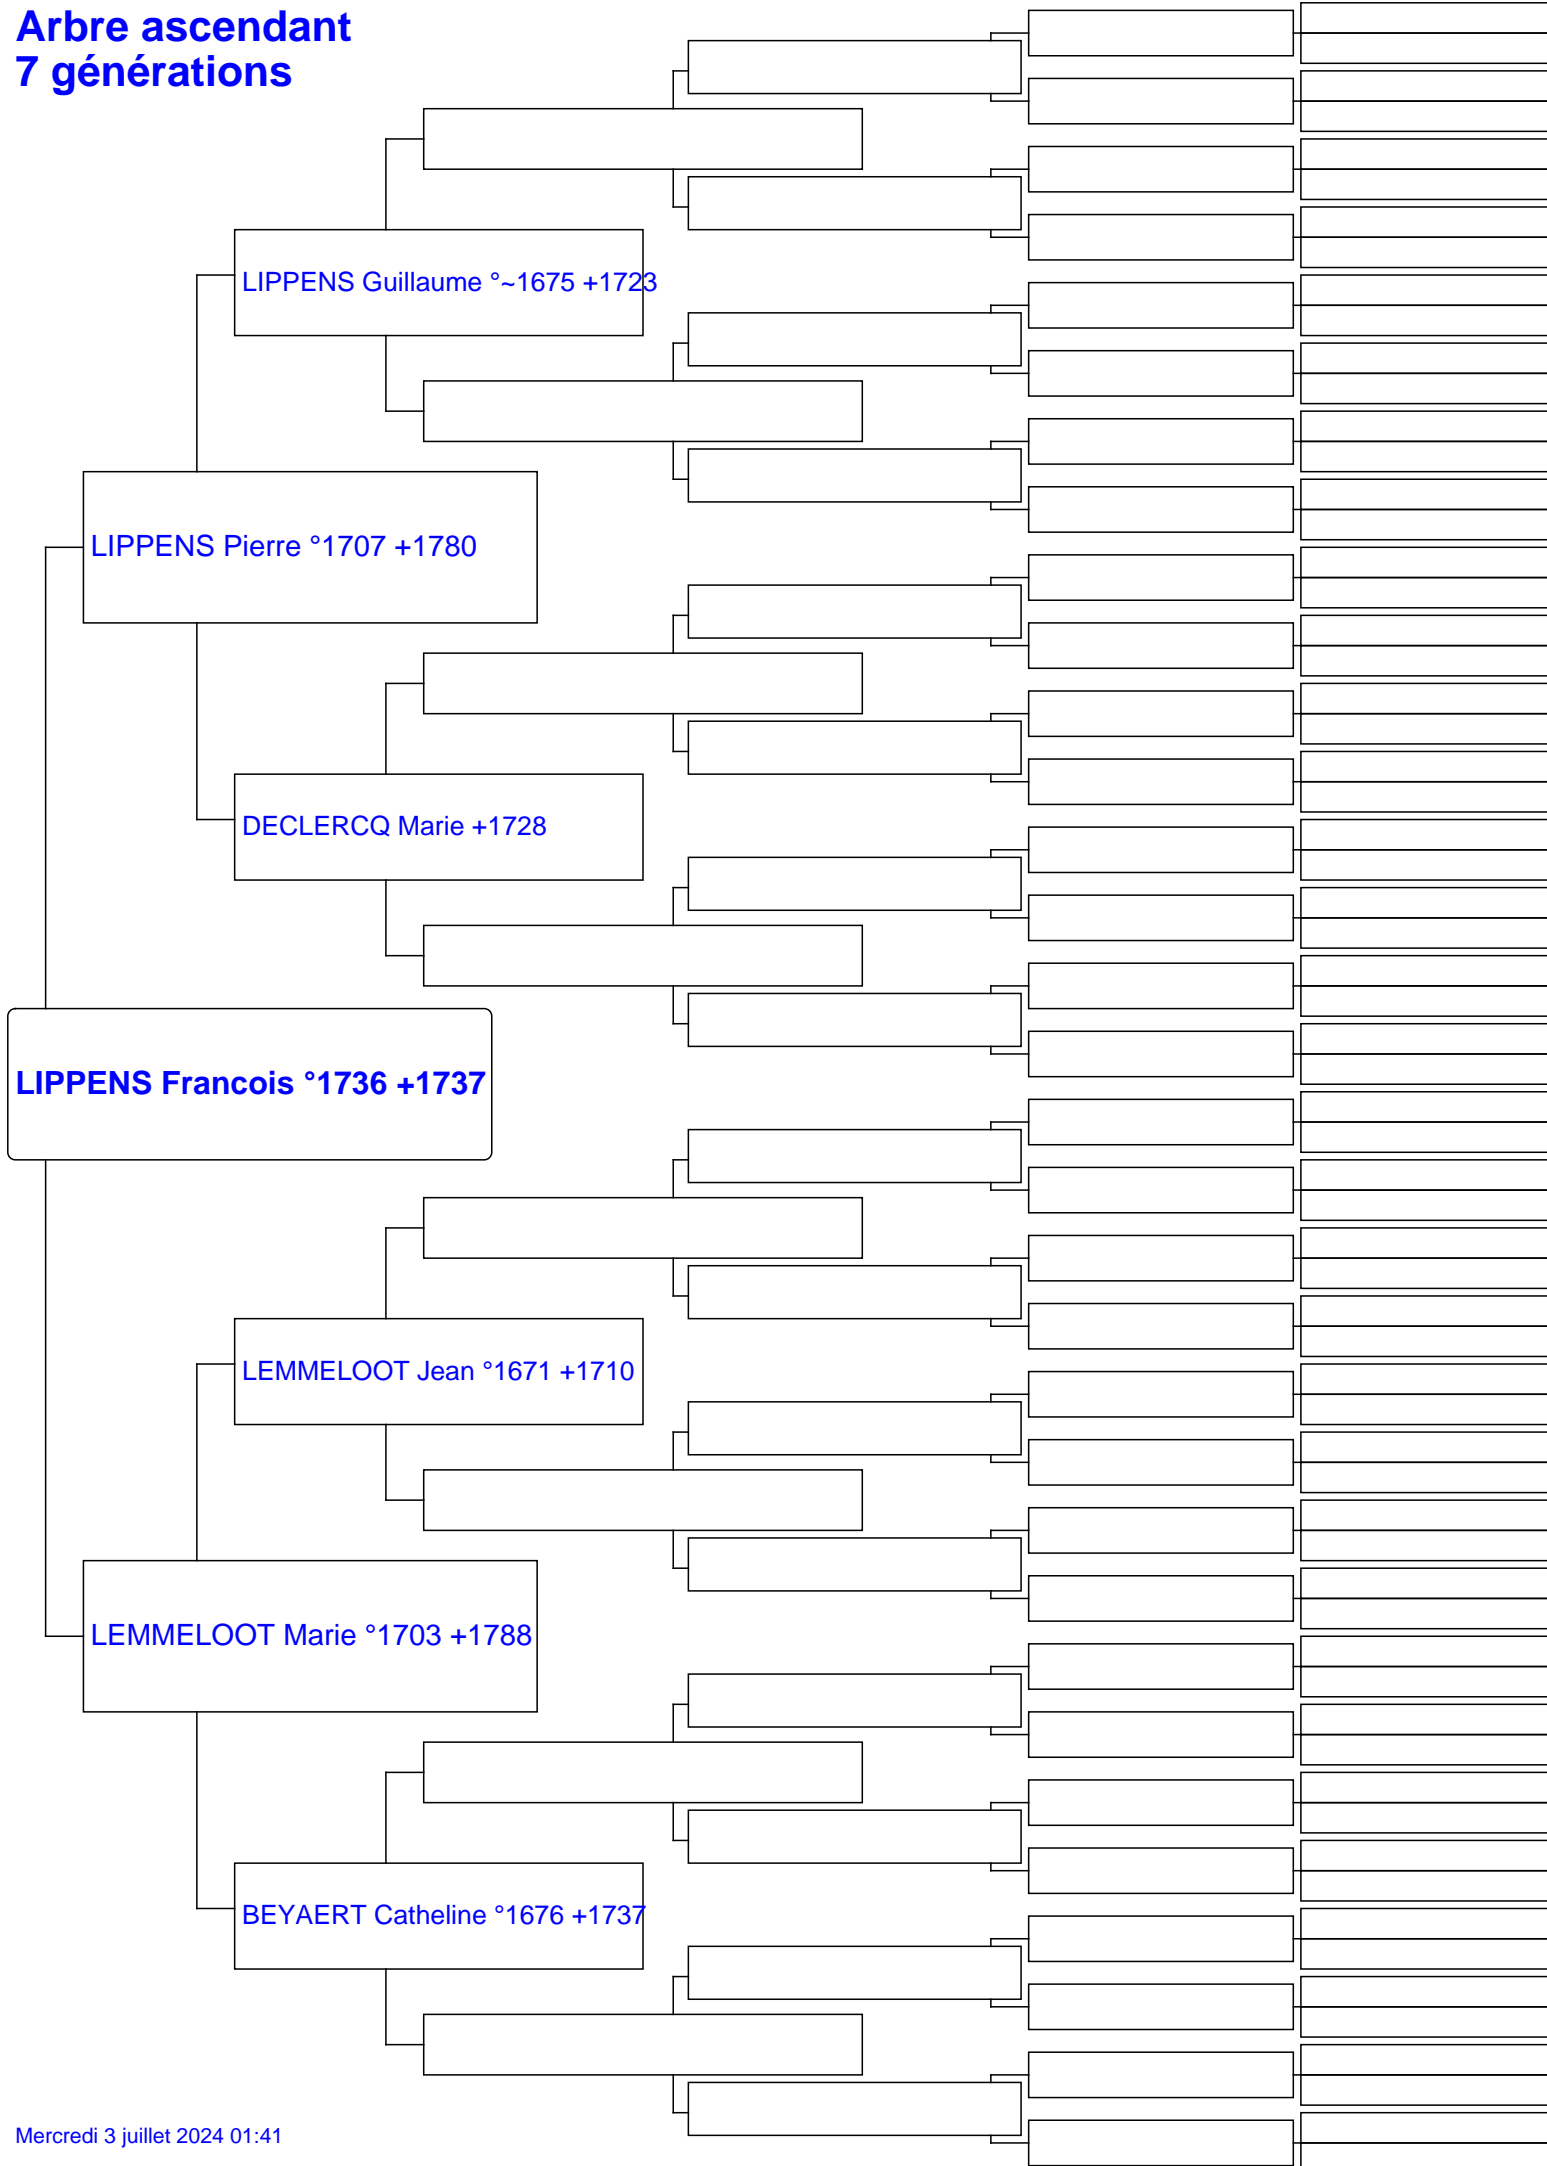 Arbre ascendant
7 générations
LIPPENS Guillaume °~1675 +1723
LIPPENS Pierre °1707 +1780
DECLERCQ Marie +1728
LIPPENS Francois °1736 +1737
LEMMELOOT Jean °1671 +1710
LEMMELOOT Marie °1703 +1788
BEYAERT Catheline °1676 +1737
Mercredi 3 juillet 2024 01:41